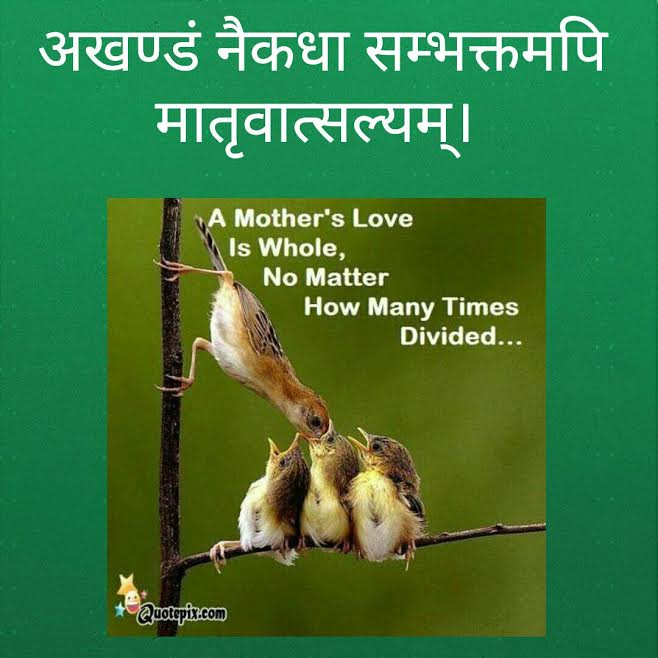 अखण्डं नैकधा सम्भक्तमपि
मातृवात्सल्यम्।
A Mother's Love
Is Whole,
No Matter
How Many Times
Divided...
Quotepix.com